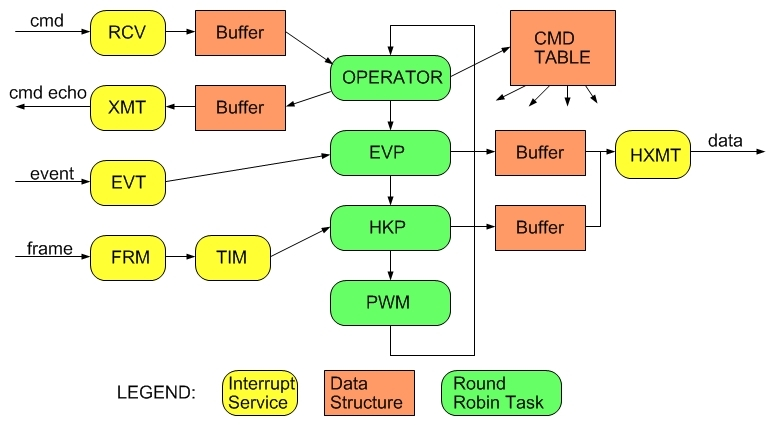 cmd
RCV
Buffer
OPERATOR
CMD
TABLE
cmd echo
XMT
Buffer
event
EVT
EVP
Buffer
HXMT
data
frame
FRM
TIM
HKP
Buffer
PWM
LEGEND:
Interrupt
Service
Data
Structure
Round
Robin Task